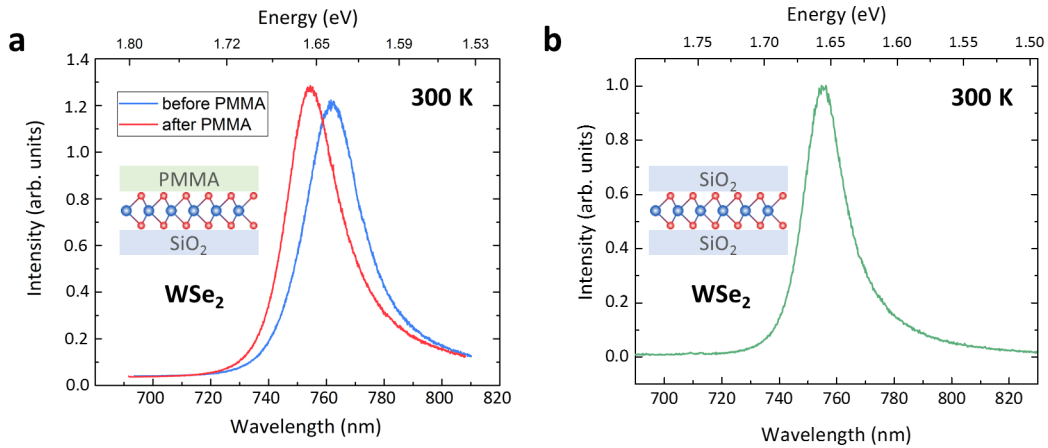 a
Energy (eV)
1.80 1.72 1.65 1.59 1.53
1.4
1.2
1.0
0.8
0.6
0.4
0.2
0.0
Intensity (arb. units)
before PMMA
after PMMA
300 K
PMMA
SiO2
WSe2
700 720 740 760 780 800 820
Wavelength (nm)
b
Energy (eV)
1.75 1.70 1.65 1.60 1.55 1.50
1.0
0.8
0.6
0.4
0.2
0.0
Intensity (arb. units)
300 K
SiO2
SiO2
WSe2
700 720 740 760 780 800 820
Wavelength (nm)